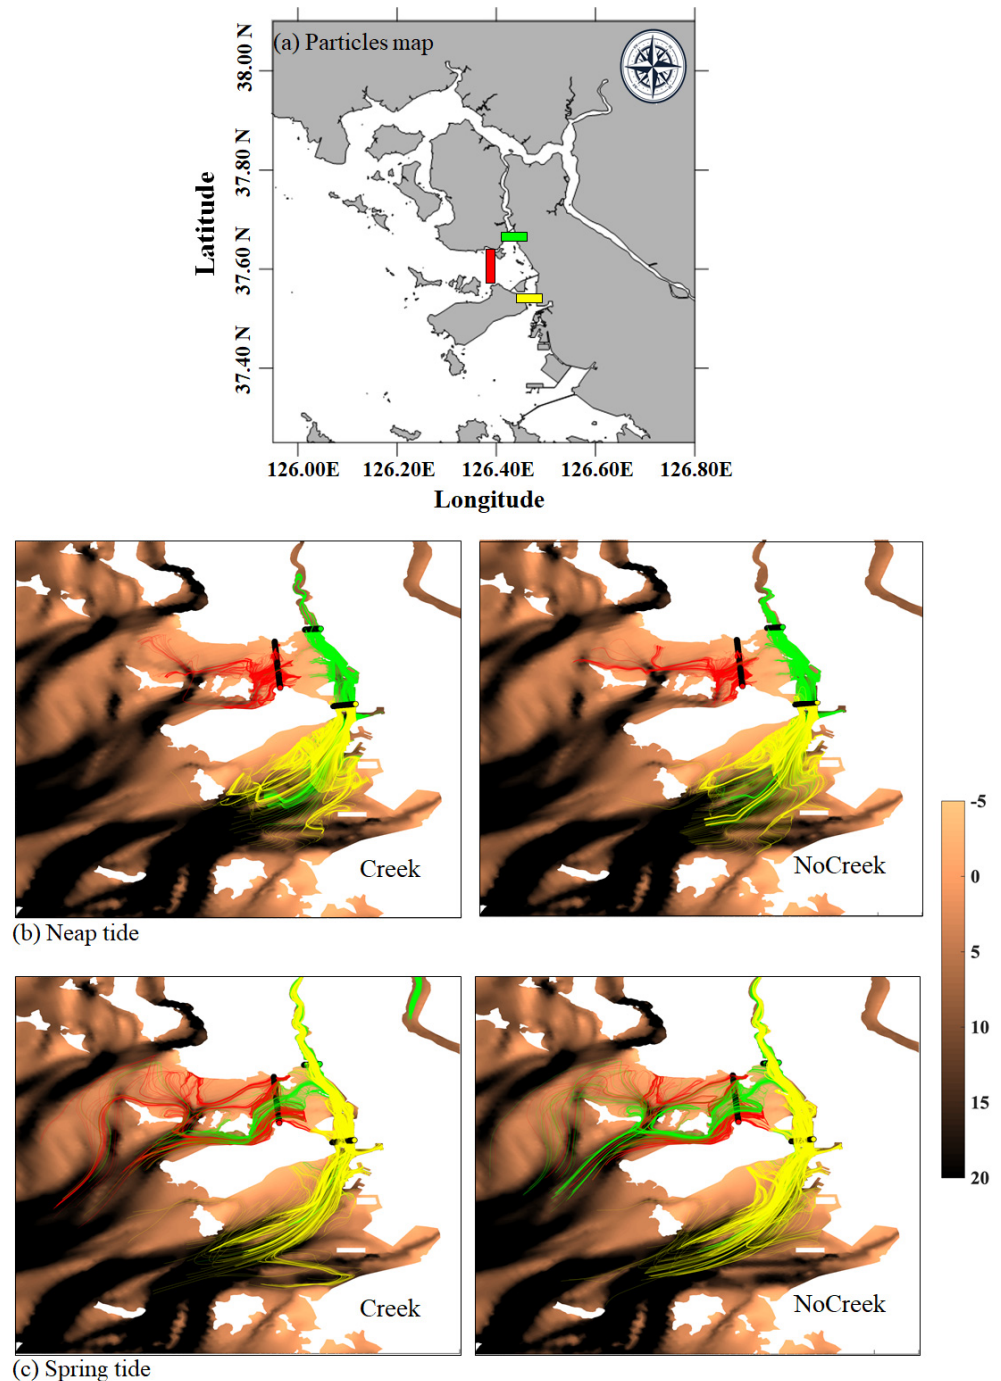 (a) Particles map
38.00 N
37.80 N
37.60 N
37.40 N
Latitude
126.00E 126.20E 126.40E 126.60E 126.80E
Longitude
Creek
NoCreek
(b) Neap tide
-5
0
5
10
15
20
Creek
NoCreek
(c) Spring tide